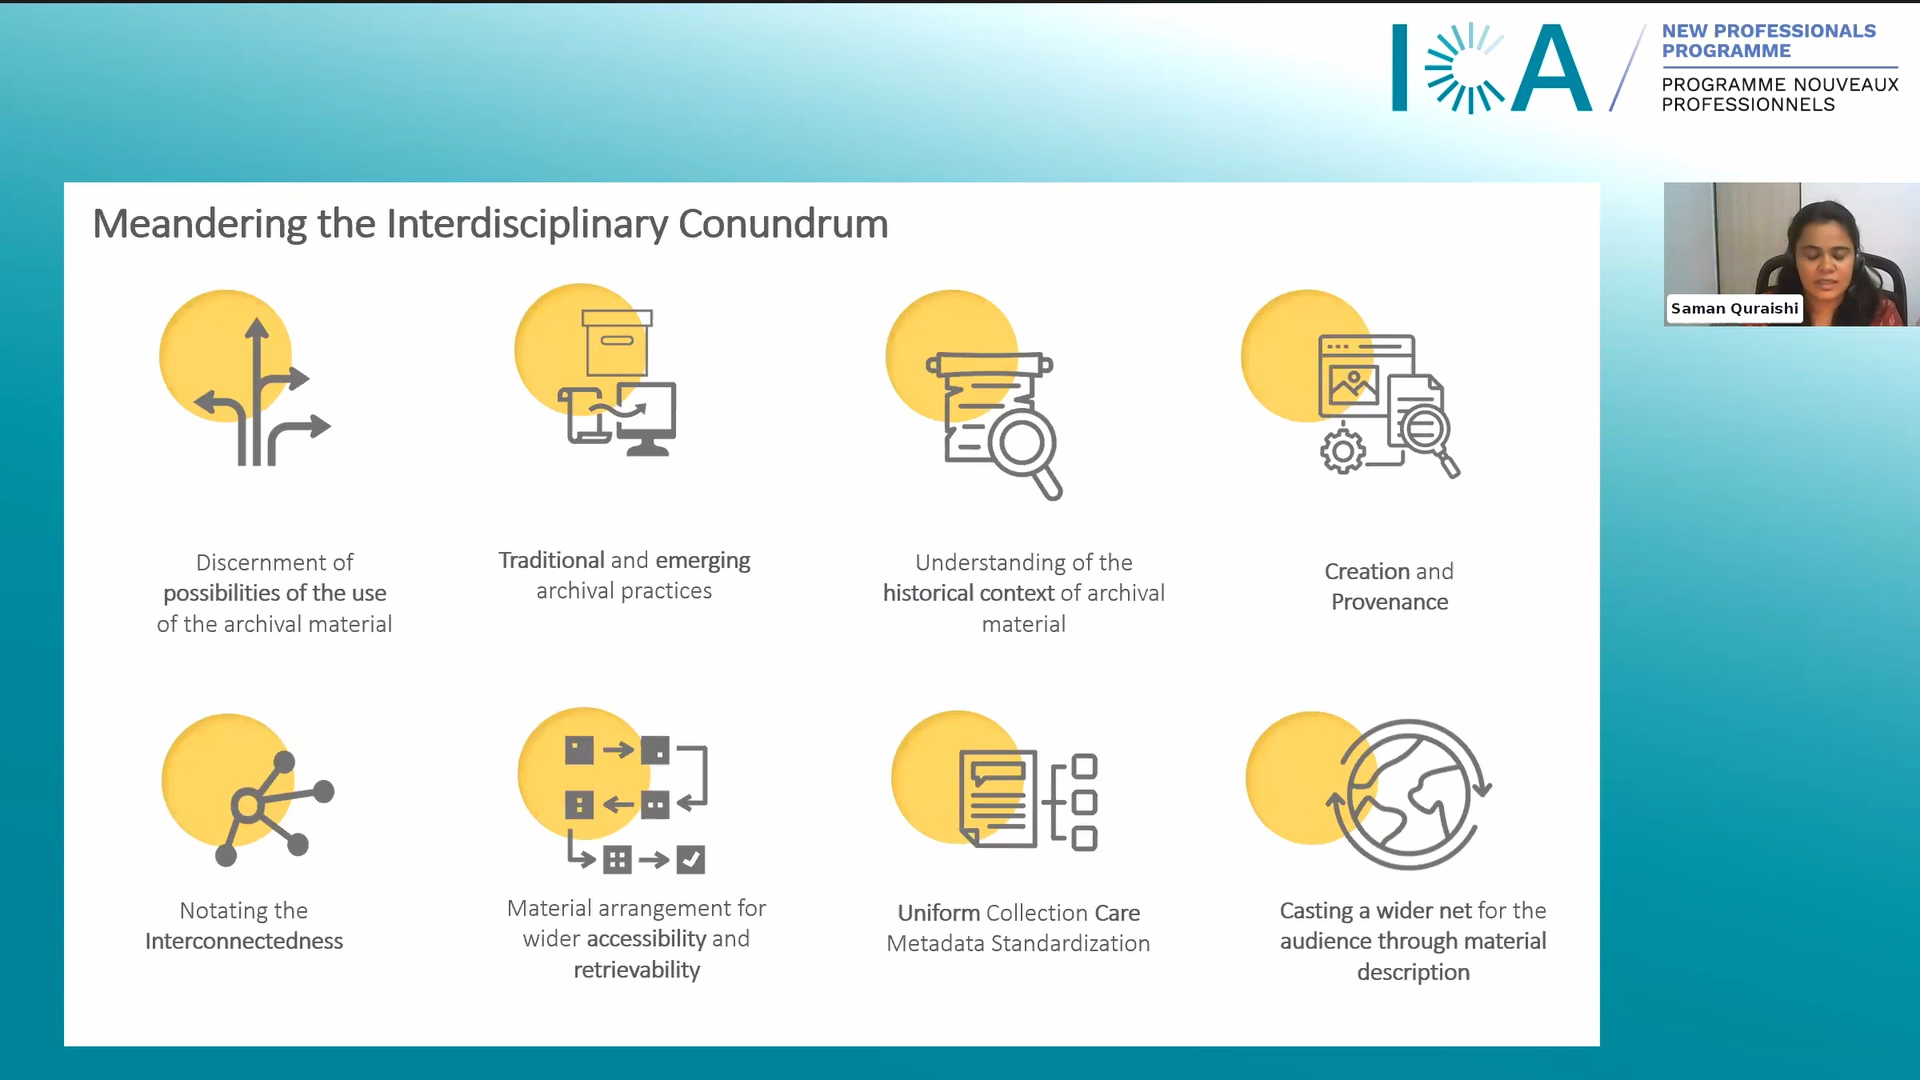 ICA
NEW PROFESSIONALS
PROGRAMME
PROGRAMME NOUVEAUX
PROFESSIONNELS
Meandering the Interdisciplinary Conundrum
Saman Quraishi
Discernment of
possibilities of the use
of the archival material
Traditional and emerging
archival practices
Understanding of the
historical context of archival
material
Creation and
Provenance
Notating the
Interconnectedness
Material arrangement for
wider accessibility and
retrievability
Uniform Collection Care
Metadata Standardization
Casting a wider net for the
audience through material
description